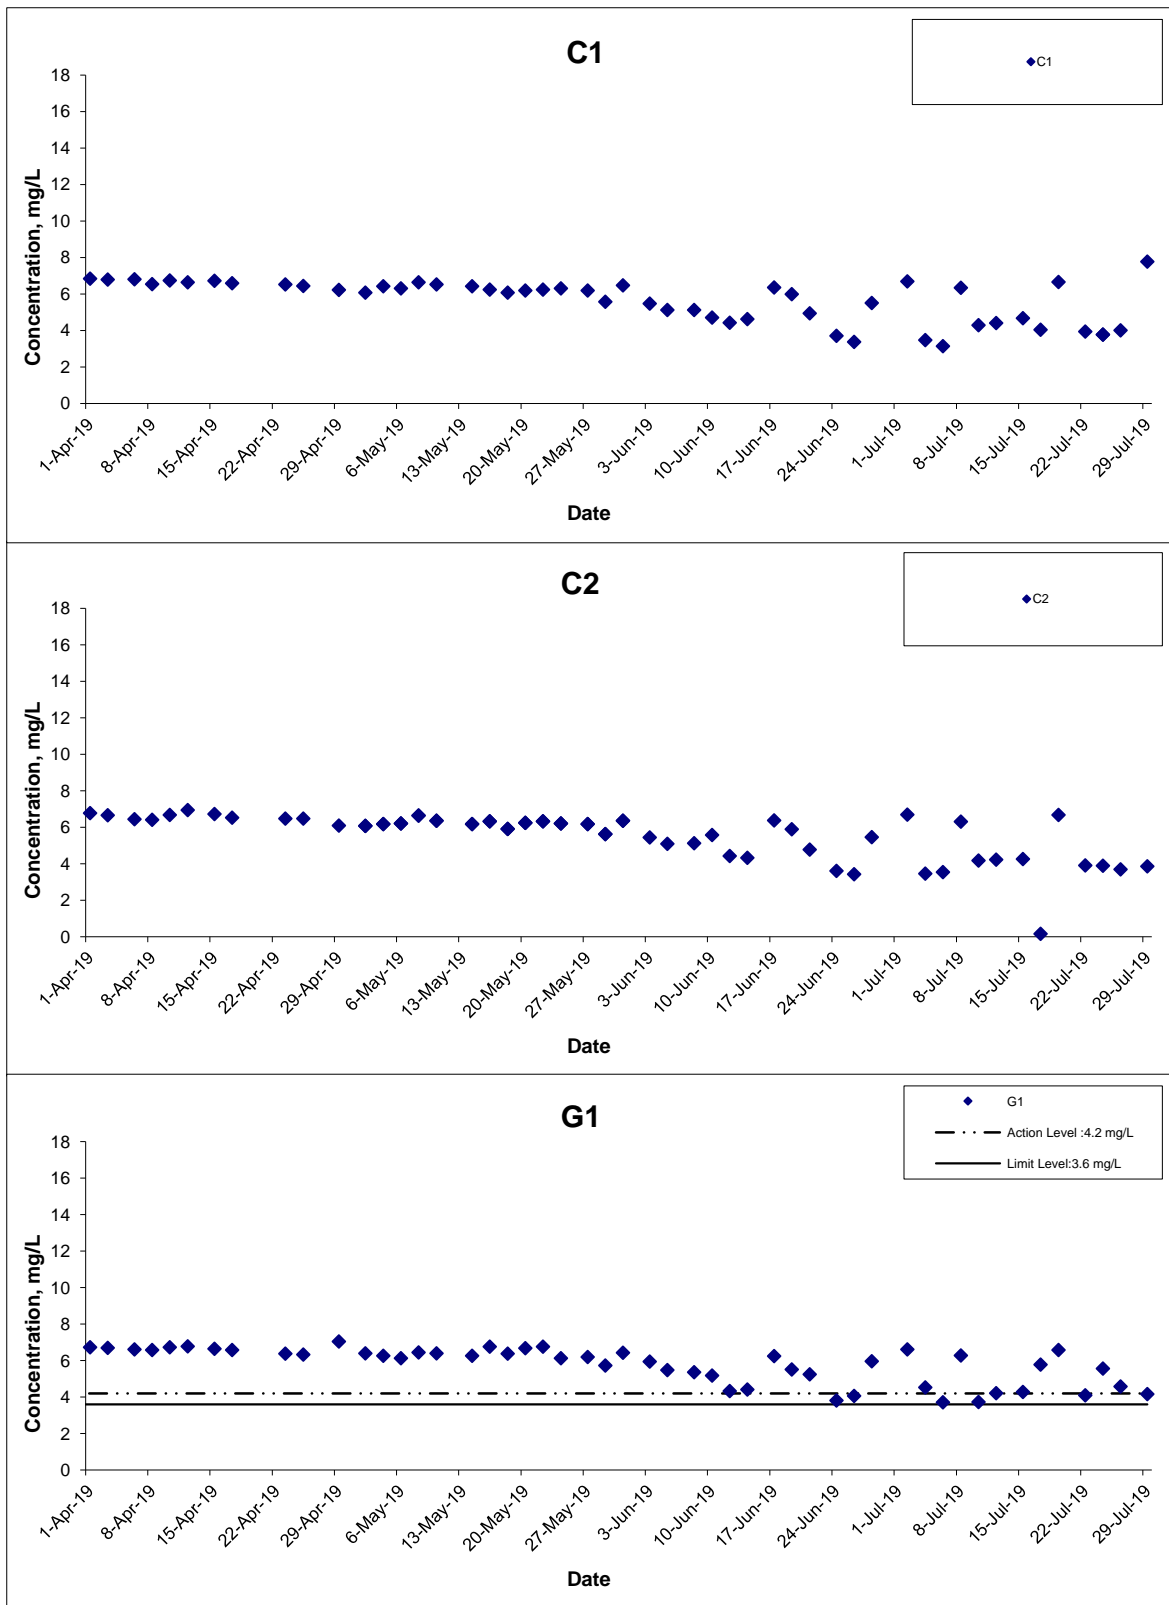 C1
C1
18
16
14
12
10
8
6
4
2
0
Concentration, mg/L
1-Apr-19
8-Apr-19
15-Apr-19
22-Apr-19
29-Apr-19
6-May-19
13-May-19
20-May-19
27-May-19
3-Jun-19
10-Jun-19
17-Jun-19
24-Jun-19
1-Jul-19
8-Jul-19
15-Jul-19
22-Jul-19
29-Jul-19
Date
C2
C2
18
16
14
12
10
8
6
4
2
0
Concentration, mg/L
1-Apr-19
8-Apr-19
15-Apr-19
22-Apr-19
29-Apr-19
6-May-19
13-May-19
20-May-19
27-May-19
3-Jun-19
10-Jun-19
17-Jun-19
24-Jun-19
1-Jul-19
8-Jul-19
15-Jul-19
22-Jul-19
29-Jul-19
Date
G1
G1
Action Level :4.2 mg/L
Limit Level:3.6 mg/L
18
16
14
12
10
8
6
4
2
0
Concentration, mg/L
1-Apr-19
8-Apr-19
15-Apr-19
22-Apr-19
29-Apr-19
6-May-19
13-May-19
20-May-19
27-May-19
3-Jun-19
10-Jun-19
17-Jun-19
24-Jun-19
1-Jul-19
8-Jul-19
15-Jul-19
22-Jul-19
29-Jul-19
Date